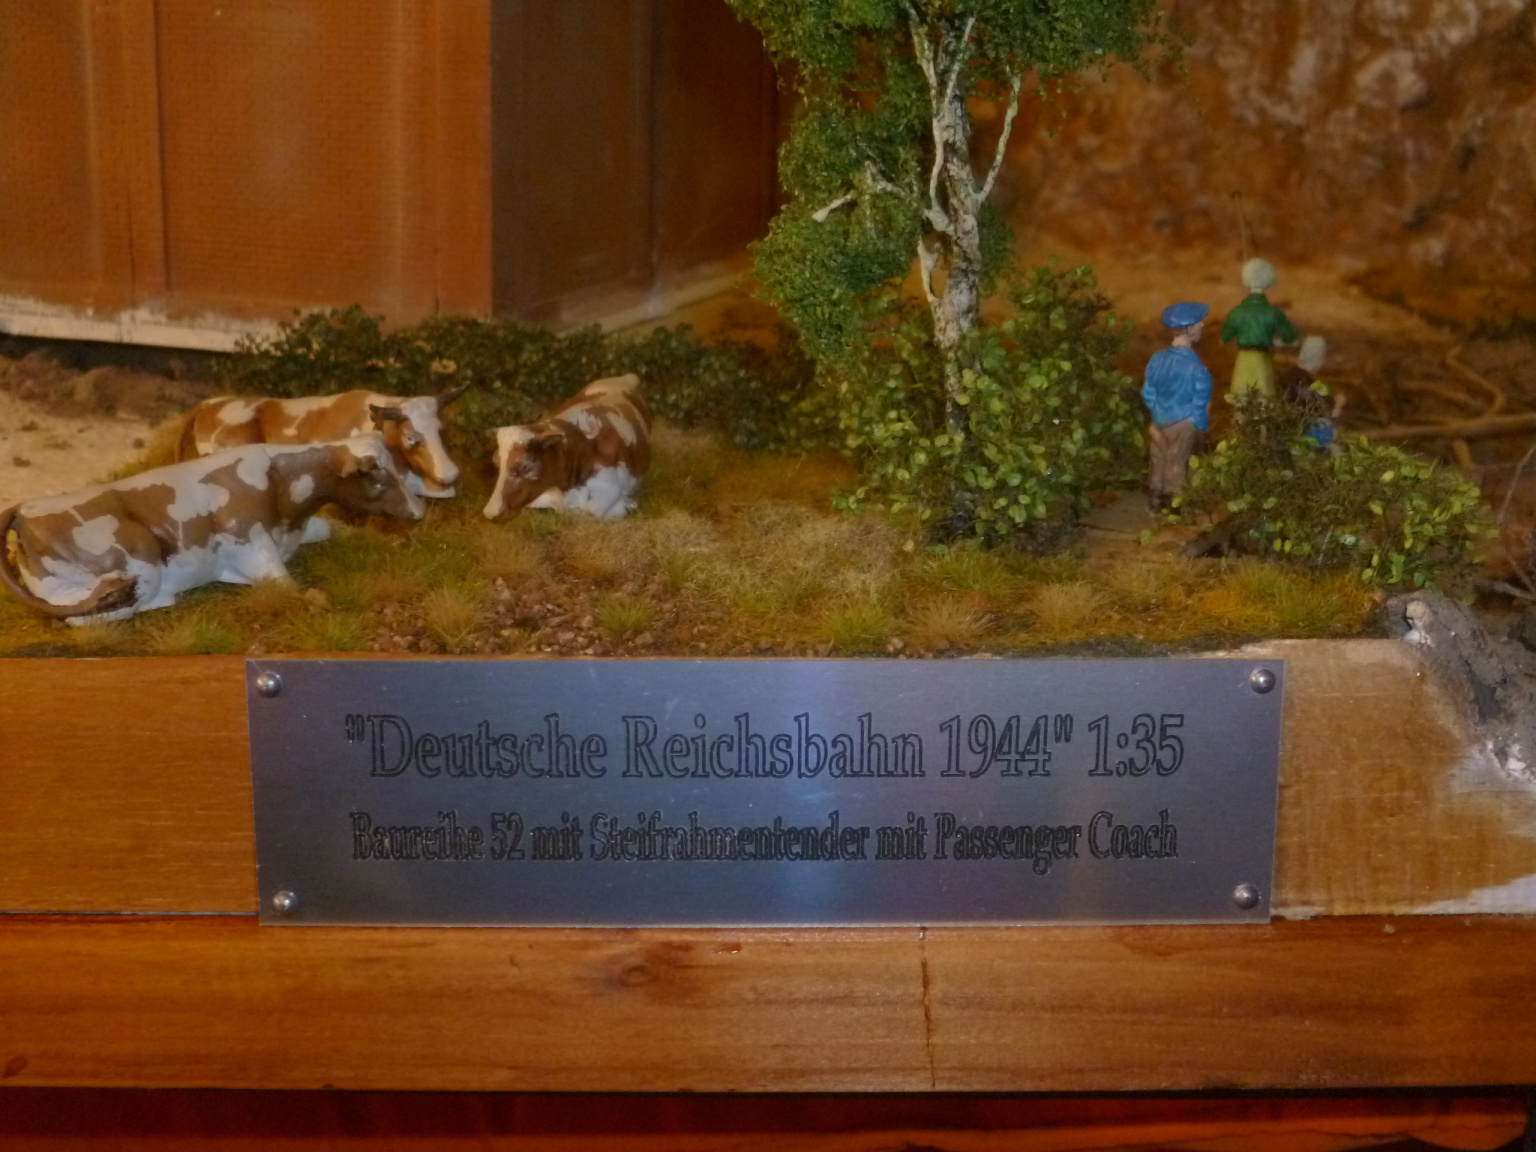 "Deutsche Reichsbahn 1944" 1:35
Baureihe 52 mit Steifrahmentender mit Passenger Coach